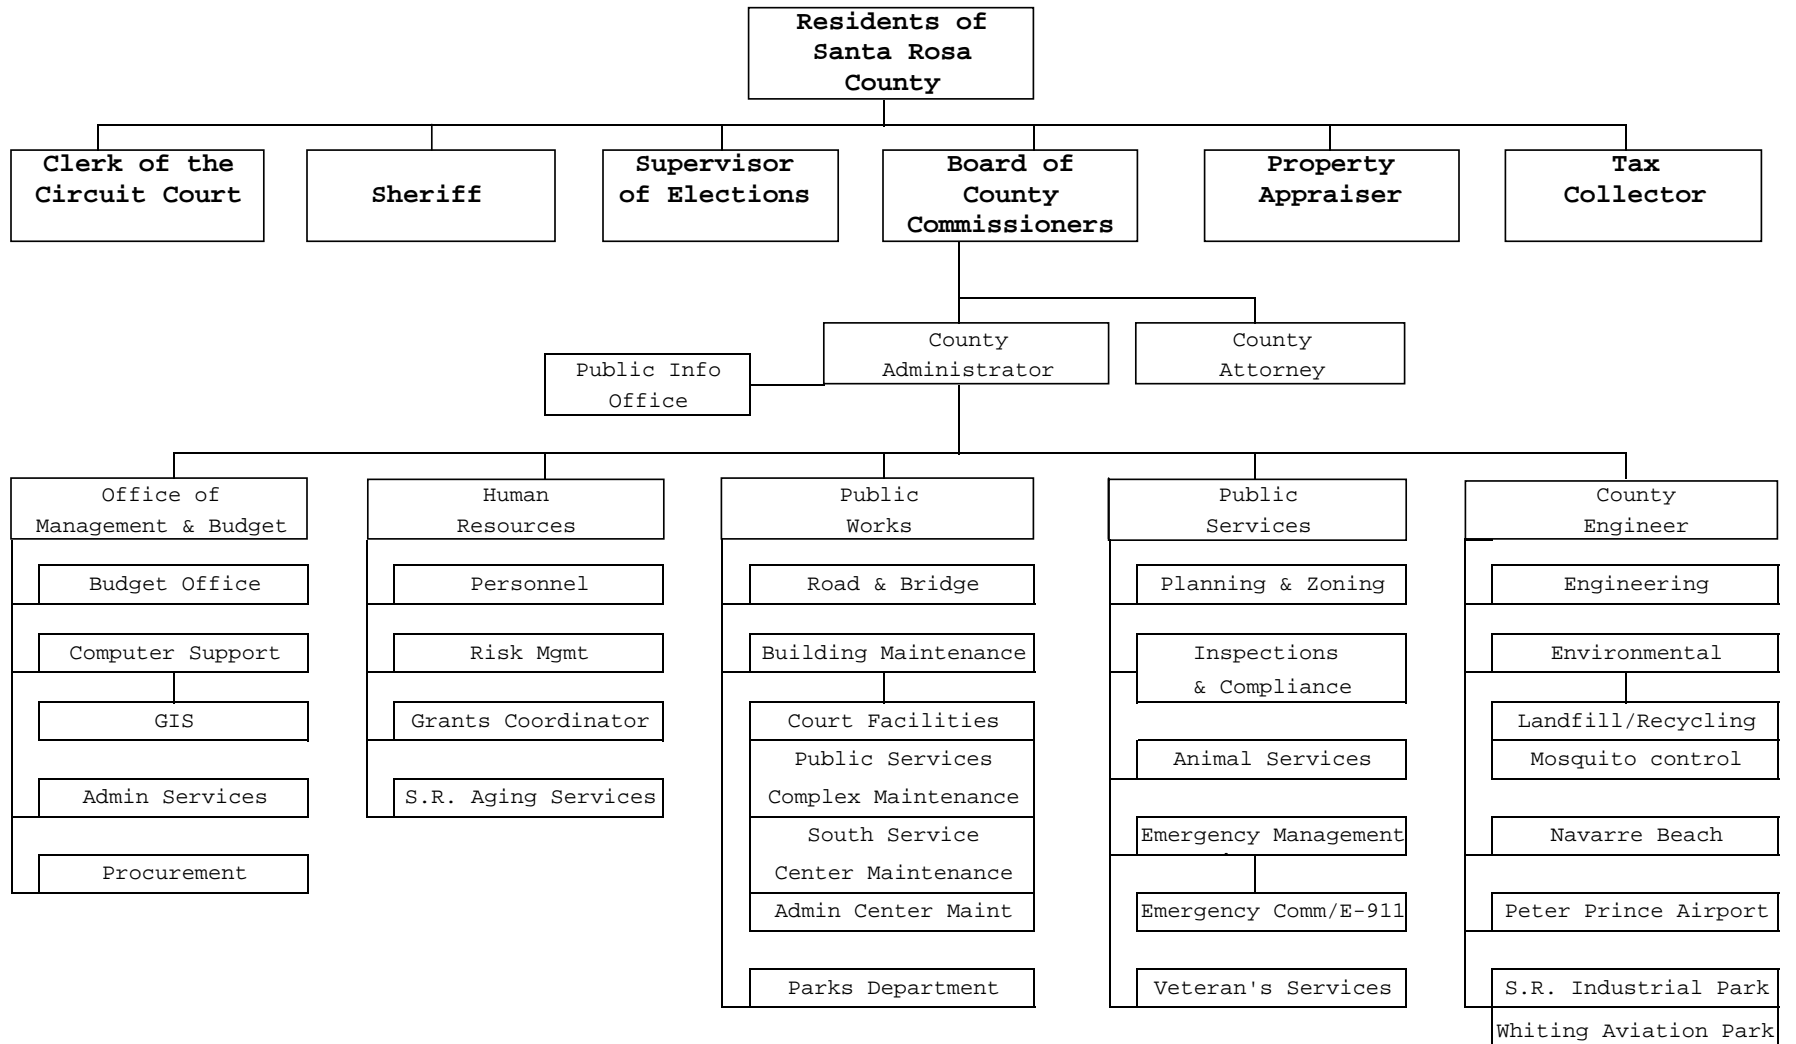 Residents of
Santa Rosa
County
Clerk of the
Circuit Court
Sheriff
Supervisor
of Elections
Board of
County
Commissioners
Property
Appraiser
Tax
Collector
County
Administrator
County
Attorney
Public Info
Office
Office of
Management & Budget
Human
Resources
Public
Works
Public
Services
County
Engineer
Budget Office
Computer Support
GIS
Admin Services
Procurement
Personnel
Risk Mgmt
Grants Coordinator
S.R. Aging Services
Road & Bridge
Building Maintenance
Court Facilities
Public Services
Complex Maintenance
South Service
Center Maintenance
Admin Center Maint
Parks Department
Planning & Zoning
Inspections
& Compliance
Animal Services
Emergency Management
Emergency Comm/E-911
Veteran's Services
Engineering
Environmental
Landfill/Recycling
Mosquito control
Navarre Beach
Peter Prince Airport
S.R. Industrial Park
Whiting Aviation Park